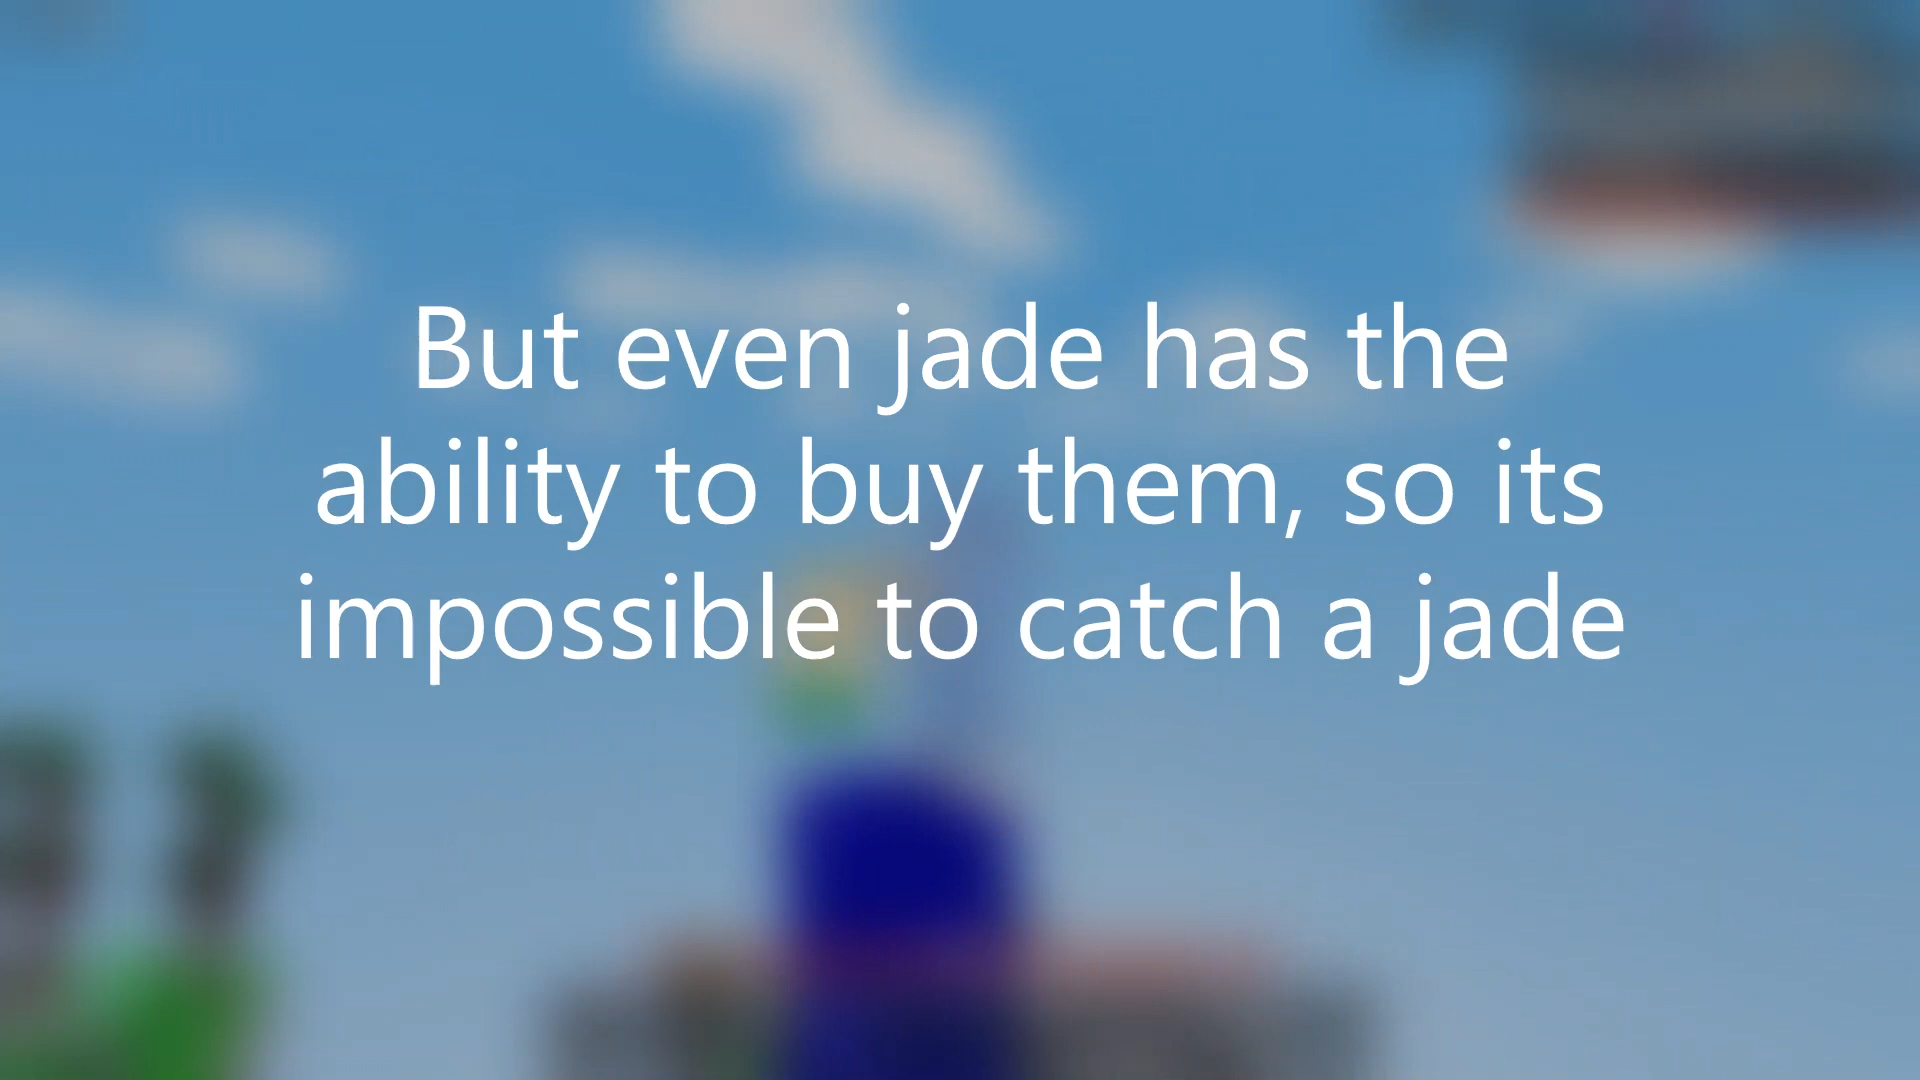 But even jade has the
ability to buy them, so its
impossible to catch a jade